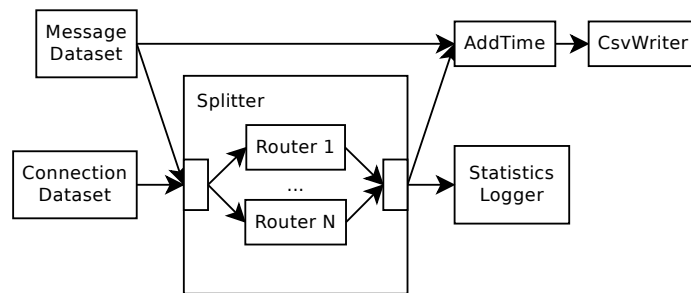 Message
Dataset
AddTime
CsvWriter
Splitter
Router 1
...
Router N
Connection
Dataset
Statistics
Logger